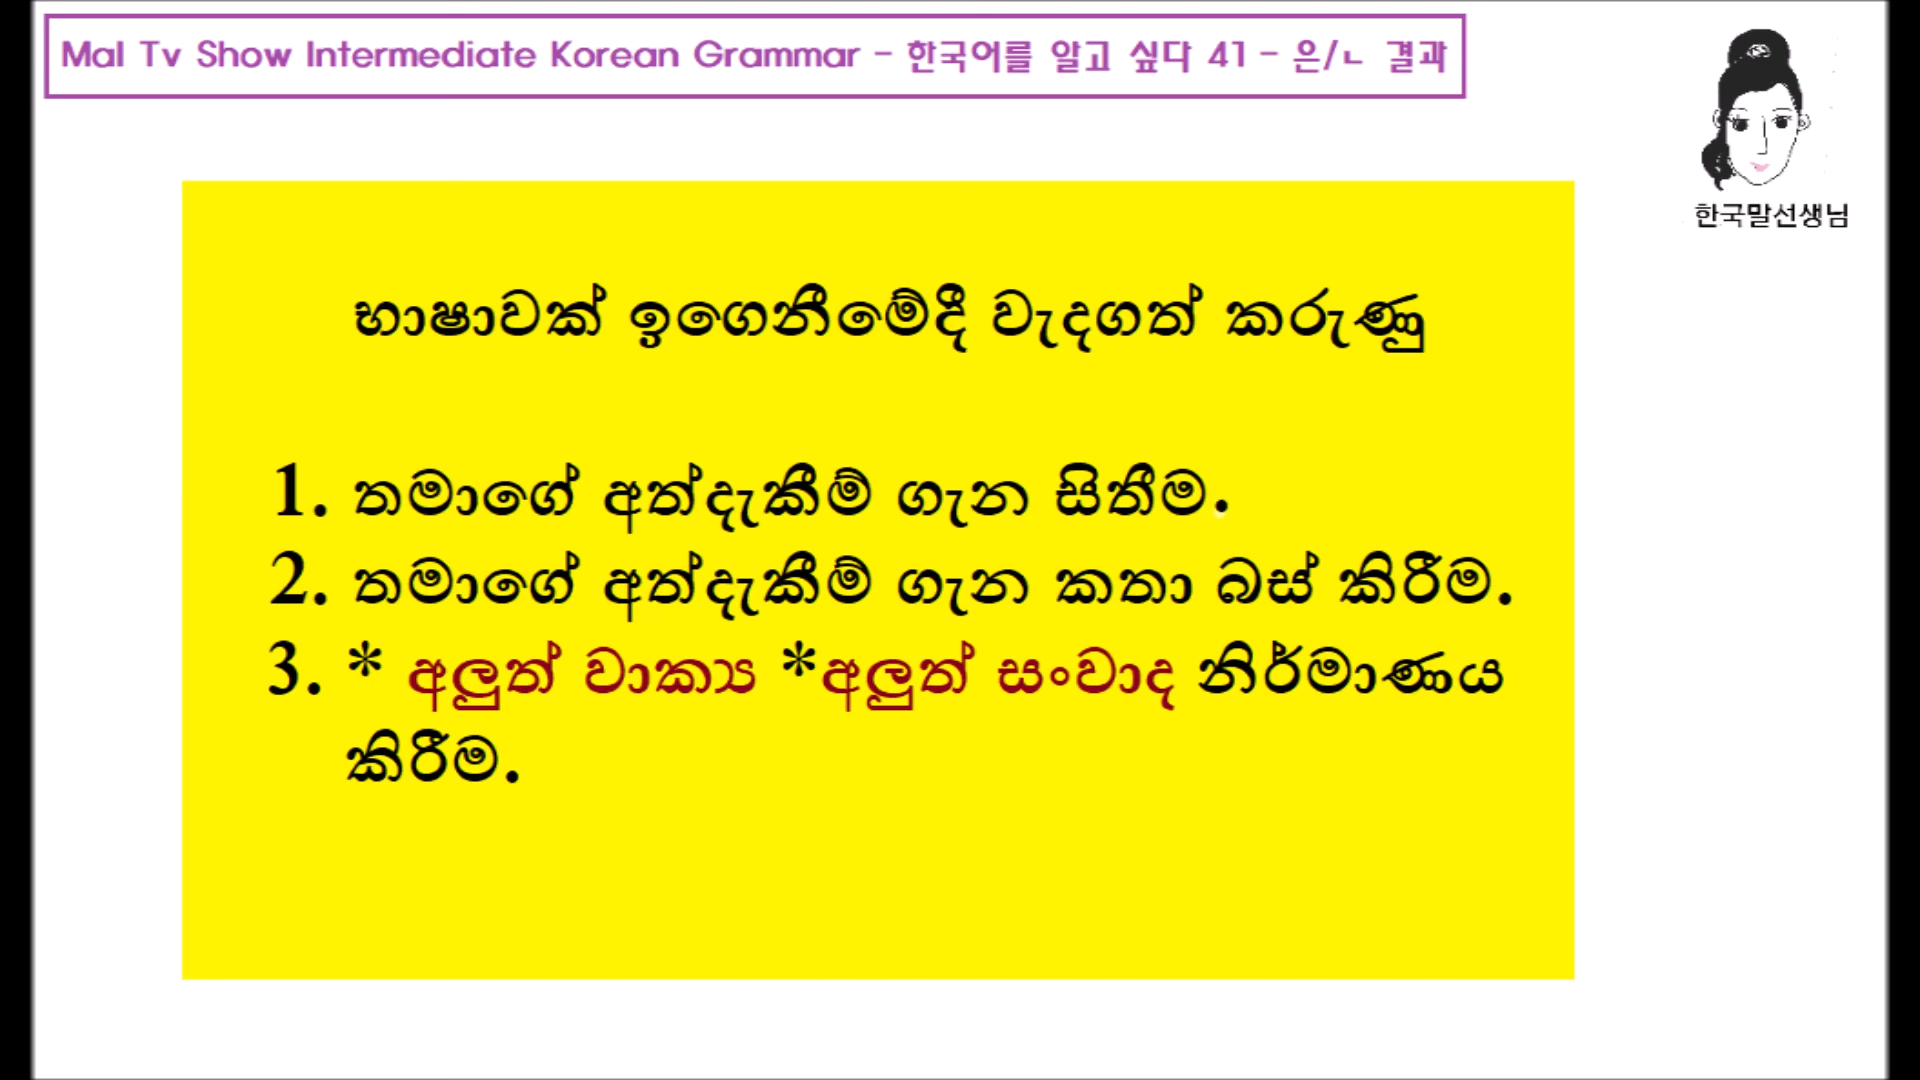 Mal Tv Show Intermediate Korean Grammar - 한국어를 알고 싶다 41 - 은/ㄴ 결과
한국말선생님
භාෂාවක් ඉගෙනීමේදී වැදගත් කරුණු
1. තමාගේ අත්දැකීම් ගැන සිතීම.
2. තමාගේ අත්දැකීම් ගැන කතා බස් කිරීම.
3. * අලුත් වාක්‍ය *අලුත් සංවාද නිර්මාණය
කිරීම.